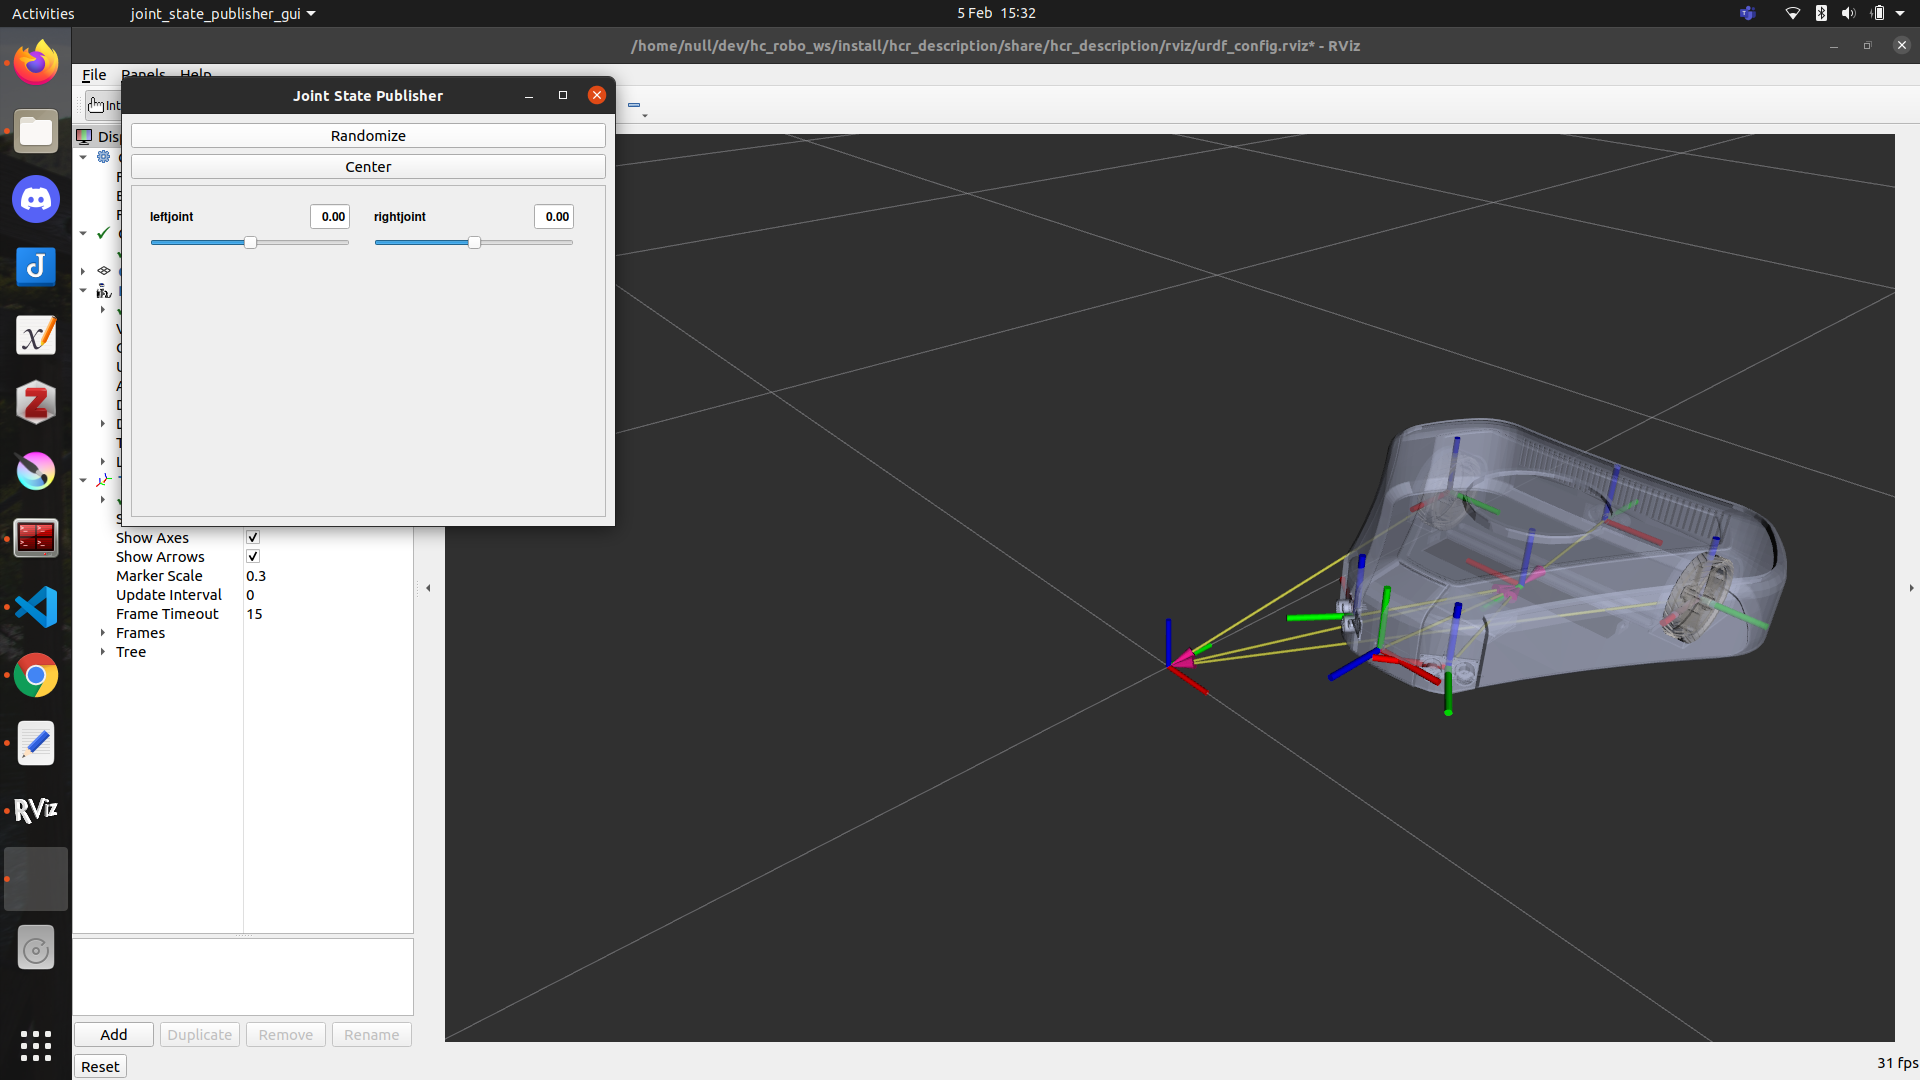 Activities
joint_state_publisher_gui
5 Feb 15:32
/home/null/dev/hc_robo_ws/install/hcr_description/share/hcr_description/rviz/urdf_config.rviz* - RViz
File Panels Help
Joint State Publisher
Int
Randomize
Disp
Center
leftjoint 0.00 rightjoint 0.00
Show Axes
Show Arrows
Marker Scale 0.3
Update Interval 0
Frame Timeout 15
Frames
Tree
RViz
Add Duplicate Remove Rename
Reset
31 fps